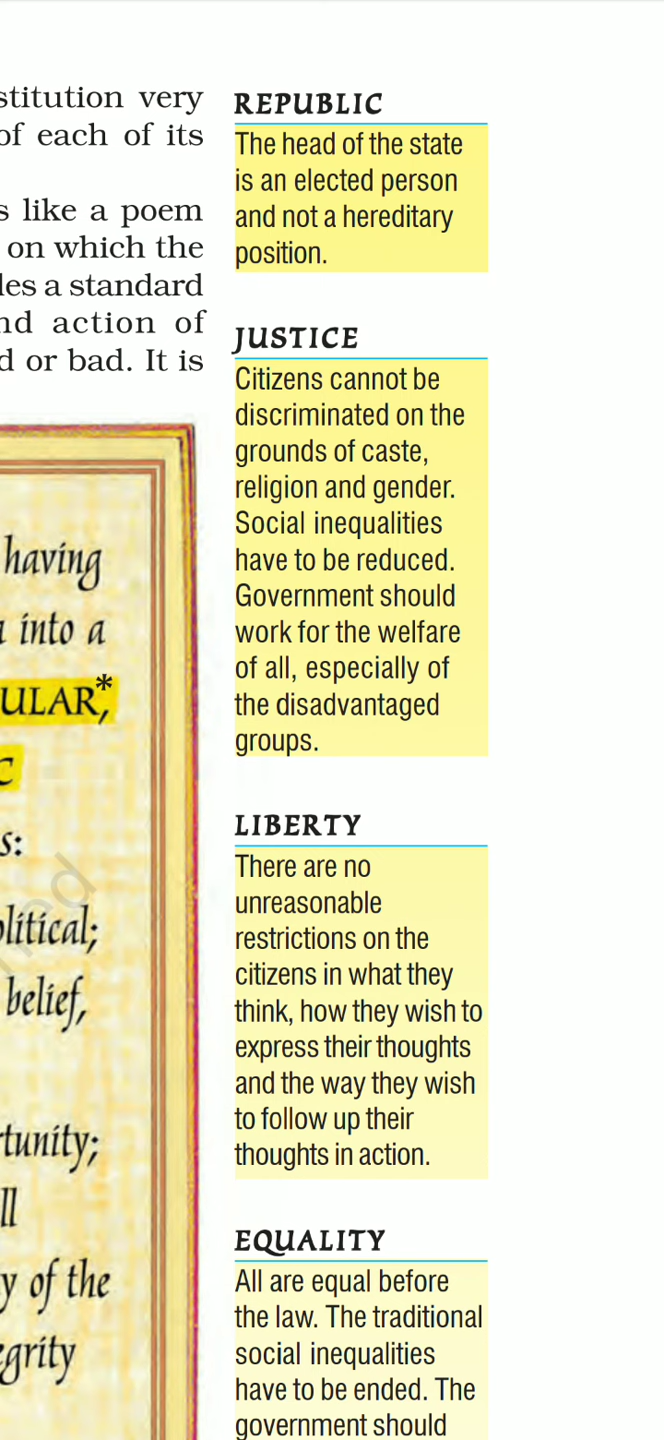 stitution very
of each of its
s like a poem
on which the
les a standard
nd action of
d or bad. It is
having
into a
ULAR,*
C
s:
olitical;
belief,
rtunity;
ll
y of the
egrity
REPUBLIC
The head of the state
is an elected person
and not a hereditary
position.
JUSTICE
Citizens cannot be
discriminated on the
grounds of caste,
religion and gender.
Social inequalities
have to be reduced.
Government should
work for the welfare
of all, especially of
the disadvantaged
groups.
LIBERTY
There are no
unreasonable
restrictions on the
citizens in what they
think, how they wish to
express their thoughts
and the way they wish
to follow up their
thoughts in action.
EQUALITY
All are equal before
the law. The traditional
social inequalities
have to be ended. The
government should